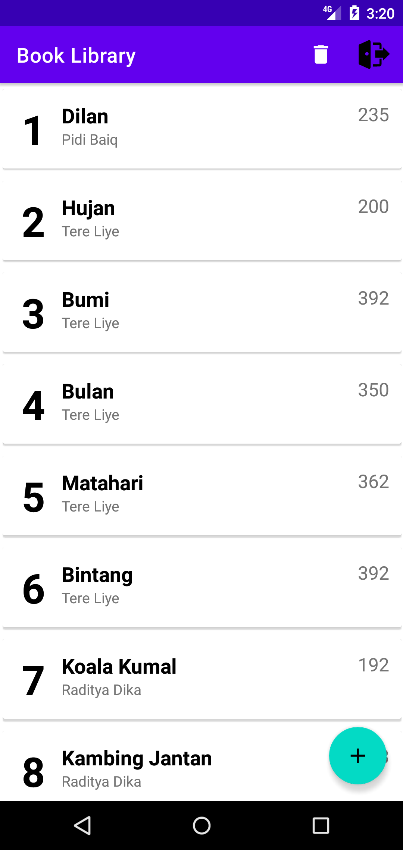 4G 3:20
Book Library
1 Dilan 235
Pidi Baiq
2 Hujan 200
Tere Liye
3 Bumi 392
Tere Liye
4 Bulan 350
Tere Liye
5 Matahari 362
Tere Liye
6 Bintang 392
Tere Liye
7 Koala Kumal 192
Raditya Dika
8 Kambing Jantan
Raditya Dika
+